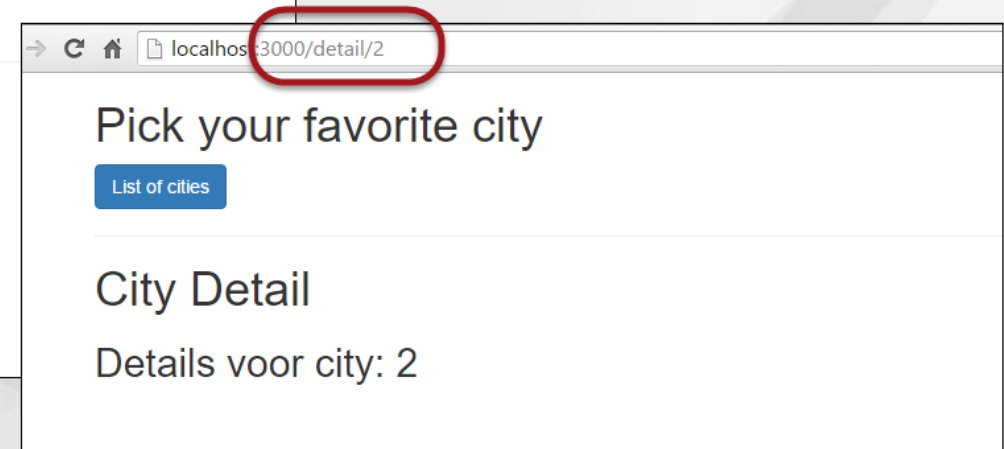 localhost:3000/detail/2
Pick your favorite city
List of cities
City Detail
Details voor city: 2